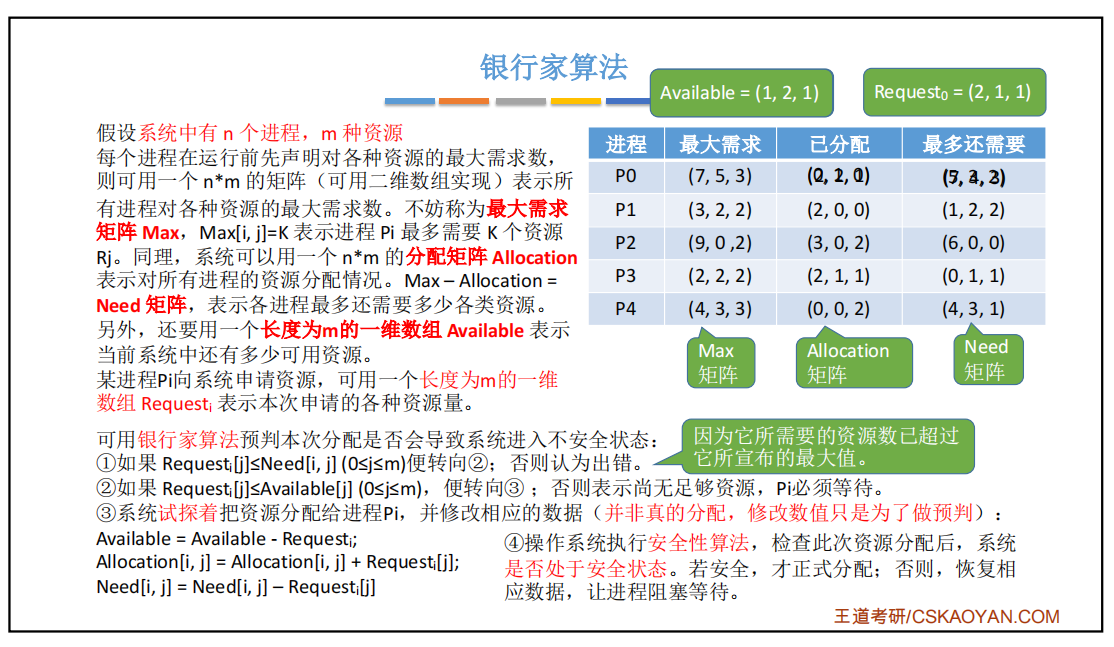 银行家算法
Available = (1, 2, 1)
Request₀ = (2, 1, 1)
假设系统中有 n 个进程，m 种资源
每个进程在运行前先声明对各种资源的最大需求数，
则可用一个 n*m 的矩阵（可用二维数组实现）表示所
有进程对各种资源的最大需求数。不妨称为最大需求
矩阵 Max，Max[i, j]=K 表示进程 Pi 最多需要 K 个资源
Rj。同理，系统可以用一个 n*m 的分配矩阵 Allocation
表示对所有进程的资源分配情况。Max – Allocation =
Need 矩阵，表示各进程最多还需要多少各类资源。
另外，还要用一个长度为m的一维数组 Available 表示
当前系统中还有多少可用资源。
某进程Pi向系统申请资源，可用一个长度为m的一维
数组 Requestᵢ 表示本次申请的各种资源量。
进程 最大需求 已分配 最多还需要
P0 (7, 5, 3)
P1 (3, 2, 2) (2, 0, 0) (1, 2, 2)
P2 (9, 0 ,2) (3, 0, 2) (6, 0, 0)
P3 (2, 2, 2) (2, 1, 1) (0, 1, 1)
P4 (4, 3, 3) (0, 0, 2) (4, 3, 1)
Max
矩阵
Allocation
矩阵
Need
矩阵
可用银行家算法预判本次分配是否会导致系统进入不安全状态：
①如果 Requestᵢ[j]≤Need[i, j] (0≤j≤m)便转向②；否则认为出错。
因为它所需要的资源数已超过
它所宣布的最大值。
②如果 Requestᵢ[j]≤Available[j] (0≤j≤m)，便转向③ ；否则表示尚无足够资源，Pi必须等待。
③系统试探着把资源分配给进程Pi，并修改相应的数据（并非真的分配，修改数值只是为了做预判）：
Available = Available - Requestᵢ;
Allocation[i, j] = Allocation[i, j] + Requestᵢ[j];
Need[i, j] = Need[i, j] – Requestᵢ[j]
④操作系统执行安全性算法，检查此次资源分配后，系统
是否处于安全状态。若安全，才正式分配；否则，恢复相
应数据，让进程阻塞等待。
王道考研/CSKAOYAN.COM